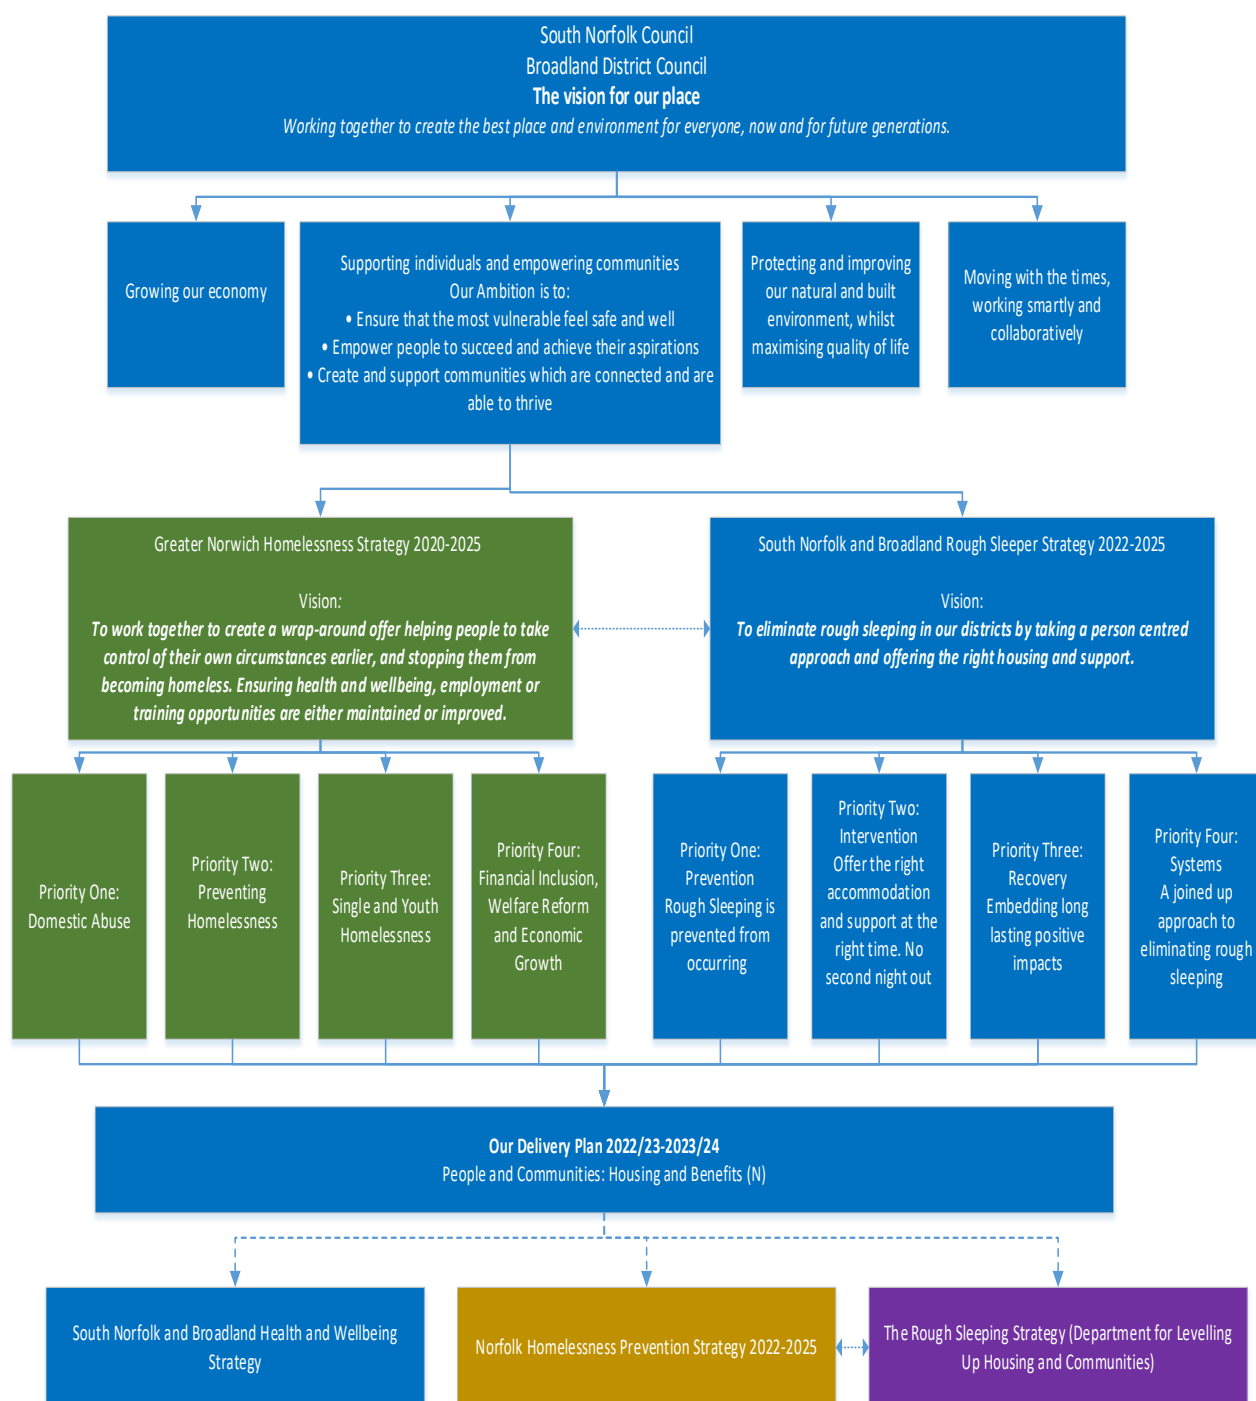 South Norfolk Council
Broadland District Council
The vision for our place
Working together to create the best place and environment for everyone, now and for future generations.
Growing our economy
Supporting individuals and empowering communities
Our Ambition is to:
• Ensure that the most vulnerable feel safe and well
• Empower people to succeed and achieve their aspirations
• Create and support communities which are connected and are
able to thrive
Protecting and improving
our natural and built
environment, whilst
maximising quality of life
Moving with the times,
working smartly and
collaboratively
Greater Norwich Homelessness Strategy 2020-2025
Vision:
To work together to create a wrap-around offer helping people to take
control of their own circumstances earlier, and stopping them from
becoming homeless. Ensuring health and wellbeing, employment or
training opportunities are either maintained or improved.
South Norfolk and Broadland Rough Sleeper Strategy 2022-2025
Vision:
To eliminate rough sleeping in our districts by taking a person centred
approach and offering the right housing and support.
Priority One:
Domestic Abuse
Priority Two:
Preventing
Homelessness
Priority Three:
Single and Youth
Homelessness
Priority Four:
Financial Inclusion,
Welfare Reform
and Economic
Growth
Priority One:
Prevention
Rough Sleeping is
prevented from
occurring
Priority Two:
Intervention
Offer the right
accommodation
and support at the
right time. No
second night out
Priority Three:
Recovery
Embedding long
lasting positive
impacts
Priority Four:
Systems
A joined up
approach to
eliminating rough
sleeping
Our Delivery Plan 2022/23-2023/24
People and Communities: Housing and Benefits (N)
South Norfolk and Broadland Health and Wellbeing
Strategy
Norfolk Homelessness Prevention Strategy 2022-2025
The Rough Sleeping Strategy (Department for Levelling
Up Housing and Communities)